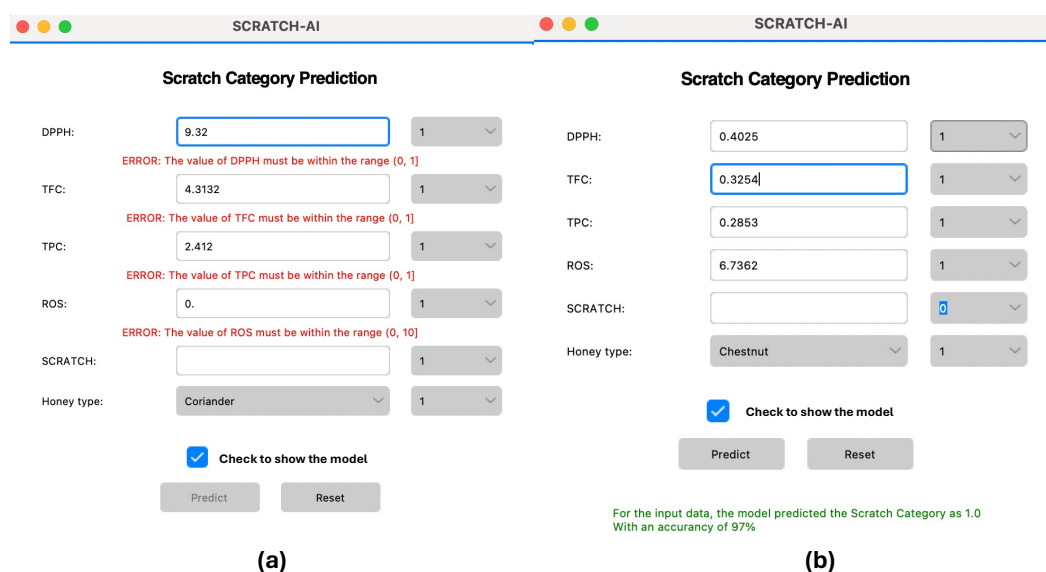 SCRATCH-AI
Scratch Category Prediction
DPPH: 9.32 1
ERROR: The value of DPPH must be within the range (0, 1]
TFC: 4.3132 1
ERROR: The value of TFC must be within the range (0, 1]
TPC: 2.412 1
ERROR: The value of TPC must be within the range (0, 1]
ROS: 0. 1
ERROR: The value of ROS must be within the range (0, 10]
SCRATCH: 1
Honey type: Coriander 1
Check to show the model
Predict Reset
(a)
SCRATCH-AI
Scratch Category Prediction
DPPH: 0.4025 1
TFC: 0.3254 1
TPC: 0.2853 1
ROS: 6.7362 1
SCRATCH: 0
Honey type: Chestnut 1
Check to show the model
Predict Reset
For the input data, the model predicted the Scratch Category as 1.0
With an accurancy of 97%
(b)